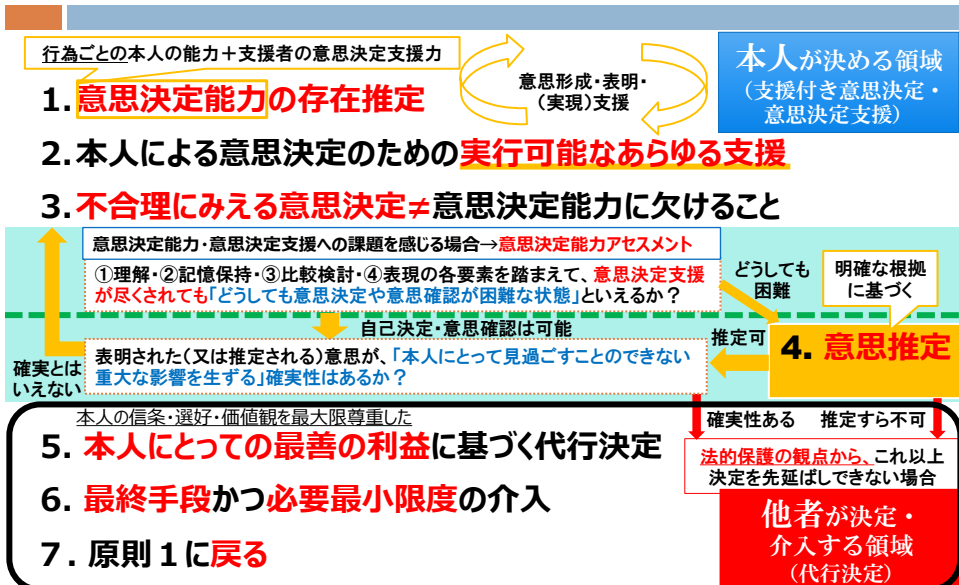 行為ごとの本人の能力＋支援者の意思決定支援力
意思形成・表明・
（実現）支援
本人が決める領域
（支援付き意思決定・
意思決定支援）
1. 意思決定能力の存在推定
2. 本人による意思決定のための実行可能なあらゆる支援
3. 不合理にみえる意思決定≠意思決定能力に欠けること
意思決定能力・意思決定支援への課題を感じる場合→意思決定能力アセスメント
①理解・②記憶保持・③比較検討・④表現の各要素を踏まえて、意思決定支援
が尽くされても「どうしても意思決定や意思確認が困難な状態」といえるか？
どうしても
困難
明確な根拠
に基づく
自己決定・意思確認は可能
推定可
4. 意思推定
確実とは
いえない
表明された（又は推定される）意思が、「本人にとって見過ごすことのできない
重大な影響を生ずる」確実性はあるか？
本人の信条・選好・価値観を最大限尊重した
確実性ある
推定すら不可
5. 本人にとっての最善の利益に基づく代行決定
法的保護の観点から、これ以上
決定を先延ばしできない場合
6. 最終手段かつ必要最小限度の介入
他者が決定・
介入する領域
（代行決定）
7. 原則１に戻る